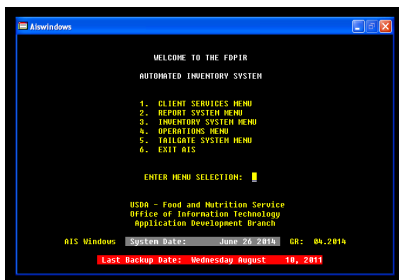 Aiswindows
WELCOME TO THE FDPIR
AUTOMATED INVENTORY SYSTEM
1. CLIENT SERVICES MENU
2. REPORT SYSTEM MENU
3. INVENTORY SYSTEM MENU
4. OPERATIONS MENU
5. TAILGATE SYSTEM MENU
6. EXIT AIS
ENTER MENU SELECTION:
USDA - Food and Nutrition Service
Office of Information Technology
Application Development Branch
AIS Windows System Date: June 26 2014 GR: 04.2014
Last Backup Date: Wednesday August 10, 2011